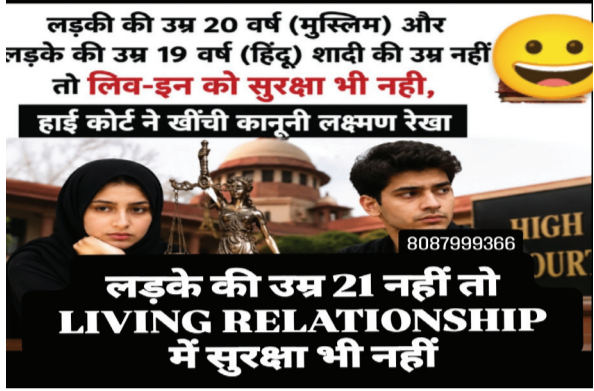 लड़की की उम्र 20 वर्ष (मुस्लिम) और
लड़के की उम्र 19 वर्ष (हिंदू) शादी की उम्र नहीं
तो लिव-इन को सुरक्षा भी नही,
हाई कोर्ट ने खींची कानूनी लक्ष्मण रेखा
HIGH
COURT
8087999366
लड़के की उम्र 21 नहीं तो
LIVING RELATIONSHIP
में सुरक्षा भी नहीं